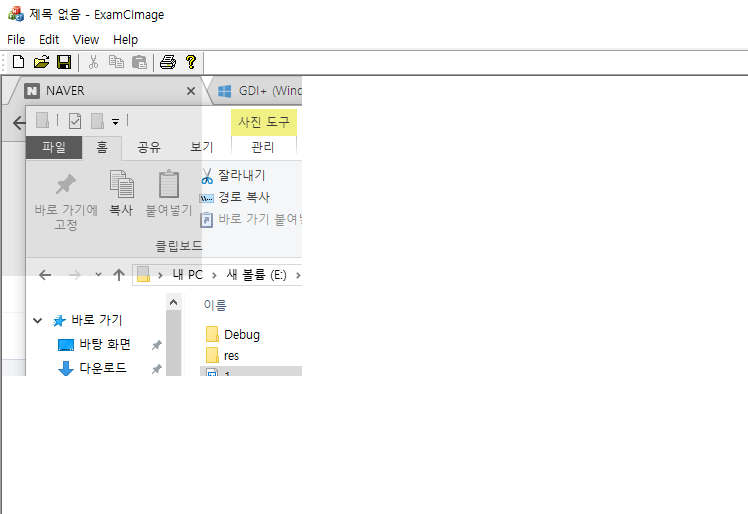 제목 없음 - ExamCImage
File Edit View Help
NAVER GDI+ (Wind
사진 도구
파일 홈 공유 보기 관리
잘라내기
경로 복사
바로 가기 붙여넣
바로 가기에 고정 복사 붙여넣기
클립보드
내 PC 새 볼륨 (E:)
이름
바로 가기
바탕 화면
다운로드
Debug
res
1